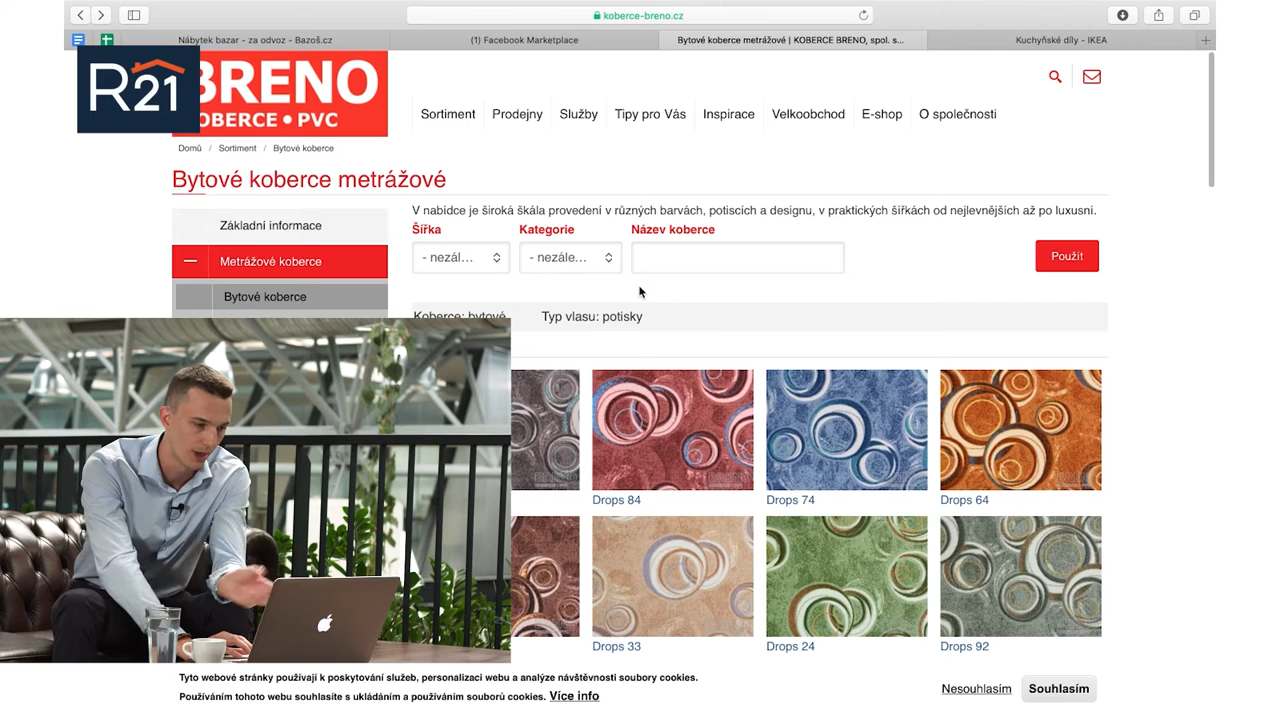 koberce-breno.cz
Nábytek bazar - za odvoz - Bazoš.cz
(1) Facebook Marketplace
Bytové koberce metrážové | KOBERCE BRENO, spol. s...
Kuchyňské díly - IKEA
R21
BRENO
OBERCE • PVC
Sortiment
Prodejny
Služby
Tipy pro Vás
Inspirace
Velkoobchod
E-shop
O společnosti
Domů / Sortiment / Bytové koberce
Bytové koberce metrážové
Základní informace
Metrážové koberce
Bytové koberce
V nabídce je široká škála provedení v různých barvách, potiscích a designu, v praktických šířkách od nejlevnějších až po luxusní.
Šířka
Kategorie
Název koberce
- nezál...
- nezále...
Použít
Koberce: bytové
Typ vlasu: potisky
Drops 84
Drops 74
Drops 64
Drops 33
Drops 24
Drops 92
Tyto webové stránky používají k poskytování služeb, personalizaci webu a analýze návštěvnosti soubory cookies.
Používáním tohoto webu souhlasíte s ukládáním a používáním souborů cookies. Více info
Nesouhlasím
Souhlasím